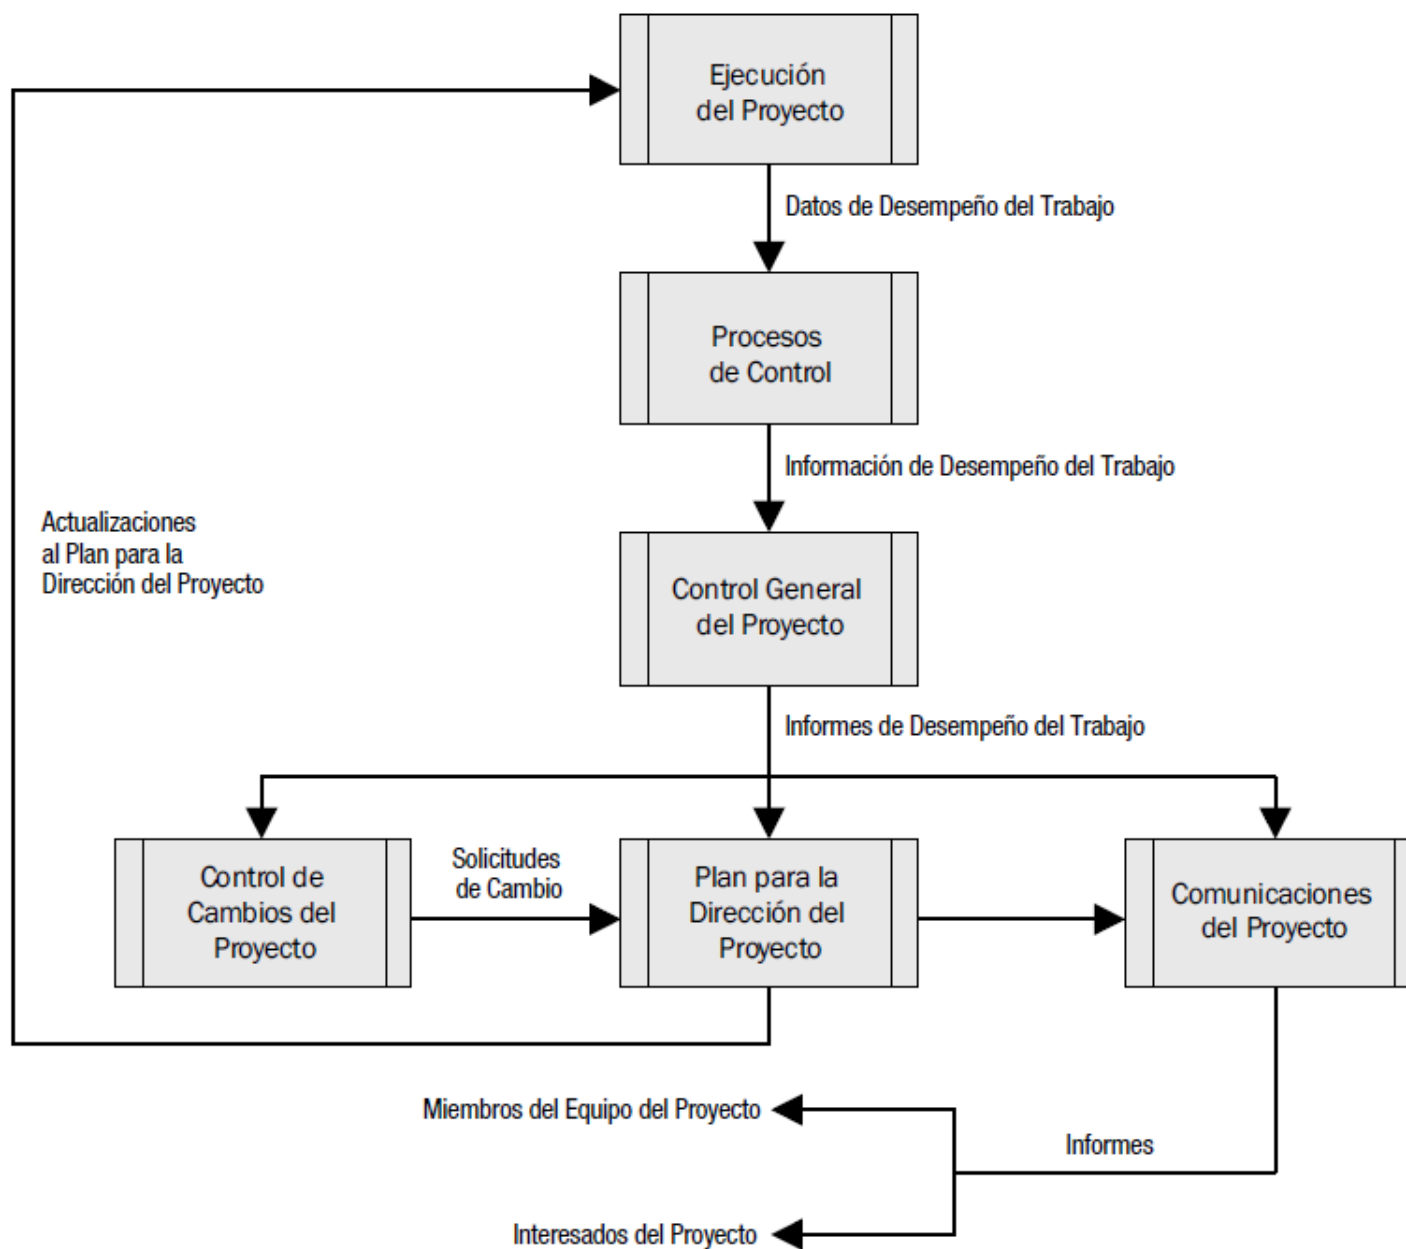 Ejecución
del Proyecto
Datos de Desempeño del Trabajo
Procesos
de Control
Información de Desempeño del Trabajo
Actualizaciones
al Plan para la
Dirección del Proyecto
Control General
del Proyecto
Informes de Desempeño del Trabajo
Control de
Cambios del
Proyecto
Solicitudes
de Cambio
Plan para la
Dirección del
Proyecto
Comunicaciones
del Proyecto
Miembros del Equipo del Proyecto
Informes
Interesados del Proyecto